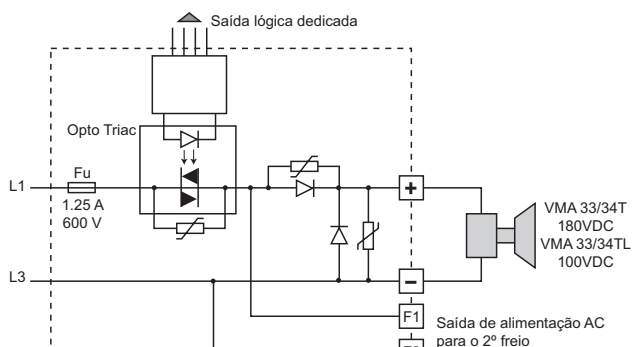 Saída lógica dedicada
Opto Triac
L1
Fu
1.25 A
600 V
+
VMA 33/34T
180VDC
VMA 33/34TL
100VDC
L3
−
F1
Saída de alimentação AC
para o 2º freio